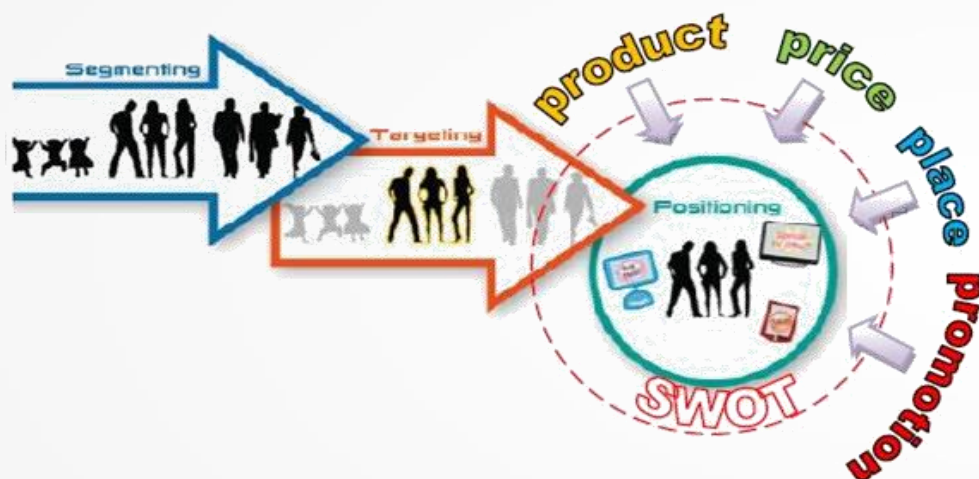 Segmenting
Targeting
product
price
place
promotion
Positioning
SWOT